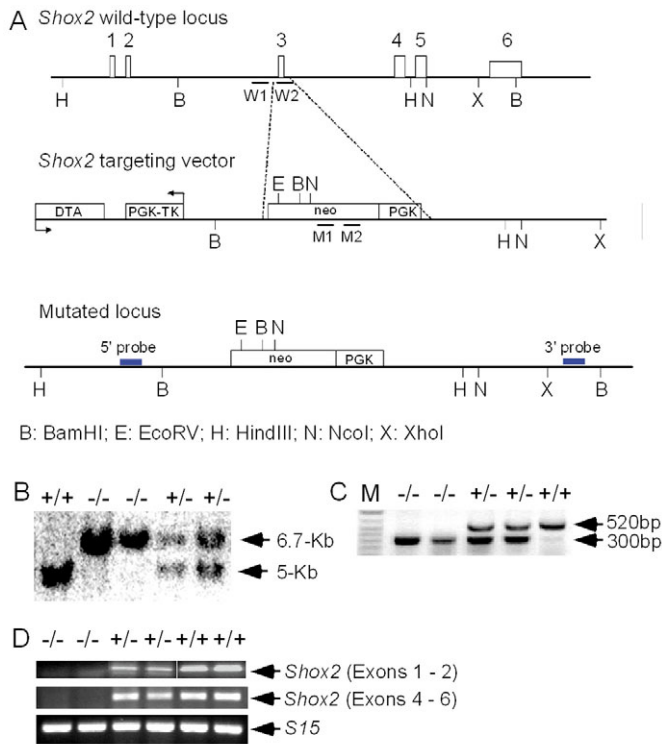 A
Shox2 wild-type locus
1 2 3 4 5 6
H B W1 W2 H N X B
Shox2 targeting vector
E B N
DTA PGK-TK neo PGK
M1 M2
B H N X
Mutated locus
E B N
5' probe neo PGK 3' probe
H B H N X B
B: BamHI; E: EcoRV; H: HindIII; N: NcoI; X: XhoI
B
+/+ -/- -/- +/- +/-
6.7-Kb
5-Kb
C
M -/- -/- +/- +/- +/+
520bp
300bp
D
-/- -/- +/- +/- +/+ +/+
Shox2 (Exons 1 - 2)
Shox2 (Exons 4 - 6)
S15